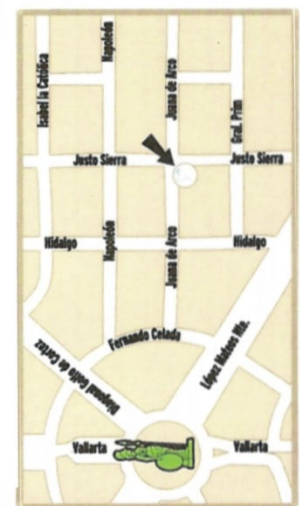 Isabel la Católica
Napoleón
Juana de Arco
Gral. Prim
Justo Sierra
Justo Sierra
Hidalgo
Napoleón
Juana de Arco
Hidalgo
Fernando Celada
Diagonal Golfo de Cortez
López Mateos Nte.
Vallarta
Vallarta